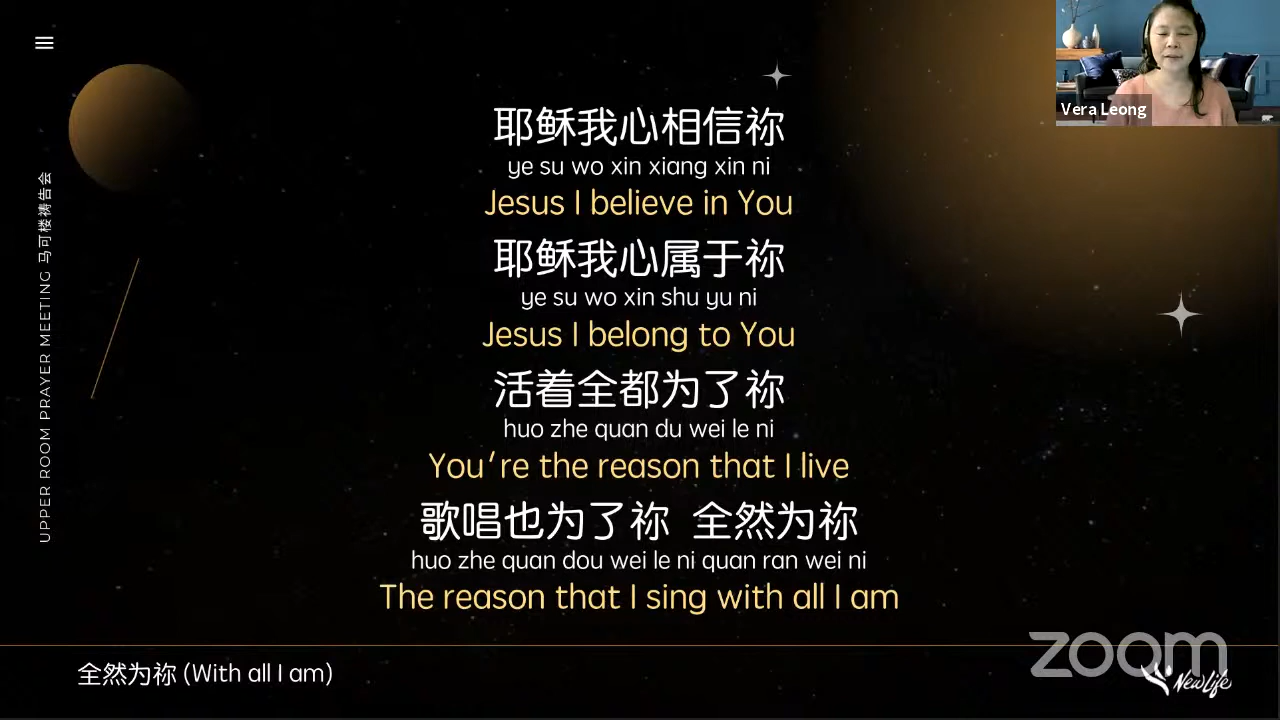 耶稣我心相信祢
ye su wo xin xiang xin ni
Jesus I believe in You
耶稣我心属于祢
ye su wo xin shu yu ni
Jesus I belong to You
活着全都为了祢
huo zhe quan du wei le ni
You're the reason that I live
歌唱也为了祢 全然为祢
huo zhe quan dou wei le ni quan ran wei ni
The reason that I sing with all I am
UPPER ROOM PRAYER MEETING 马可楼祷告会
Vera Leong
全然为祢 (With all I am)
zoom
NewLife